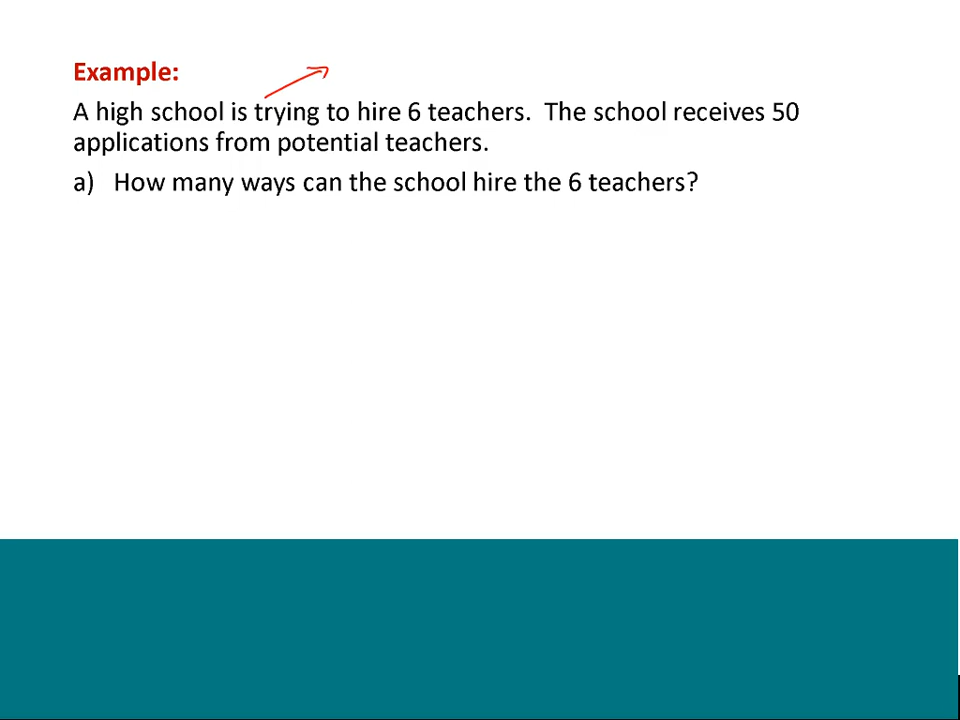 Example:
A high school is trying to hire 6 teachers. The school receives 50
applications from potential teachers.
a) How many ways can the school hire the 6 teachers?